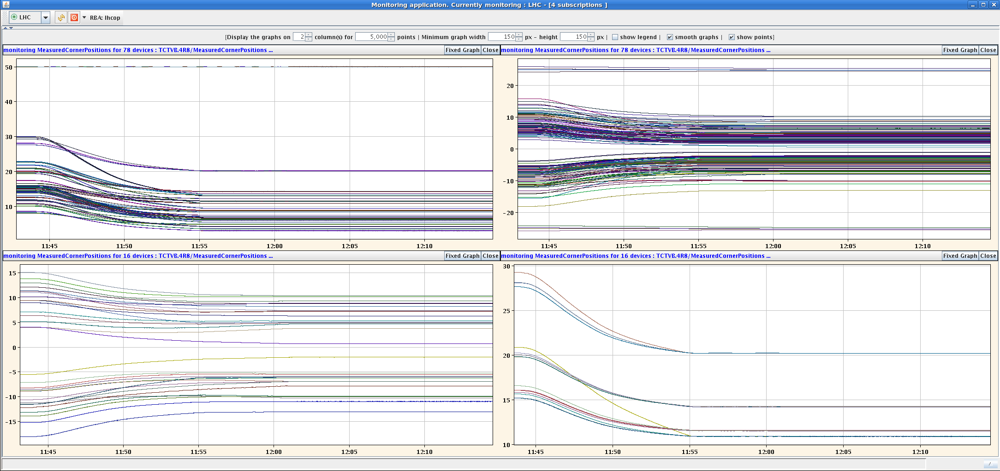 Monitoring application. Currently monitoring : LHC - [4 subscriptions ]
LHC RBA: lhcop
[Display the graphs on 2 column(s) for 5,000 points | Minimum graph width 150 px - height 150 px | show legend | smooth graphs | show points]
monitoring MeasuredCornerPositions for 78 devices : TCTVB.4R8/MeasuredCornerPositions ... Fixed Graph Close
50
40
30
20
10
11:45 11:50 11:55 12:00 12:05 12:10
monitoring MeasuredCornerPositions for 78 devices : TCTVB.4R8/MeasuredCornerPositions ... Fixed Graph Close
20
10
0
-10
-20
11:45 11:50 11:55 12:00 12:05 12:10
monitoring MeasuredCornerPositions for 16 devices : TCTVB.4R8/MeasuredCornerPositions ... Fixed Graph Close
15
10
5
0
-5
-10
-15
11:45 11:50 11:55 12:00 12:05 12:10
monitoring MeasuredCornerPositions for 16 devices : TCTVB.4R8/MeasuredCornerPositions ... Fixed Graph Close
30
25
20
15
10
11:45 11:50 11:55 12:00 12:05 12:10